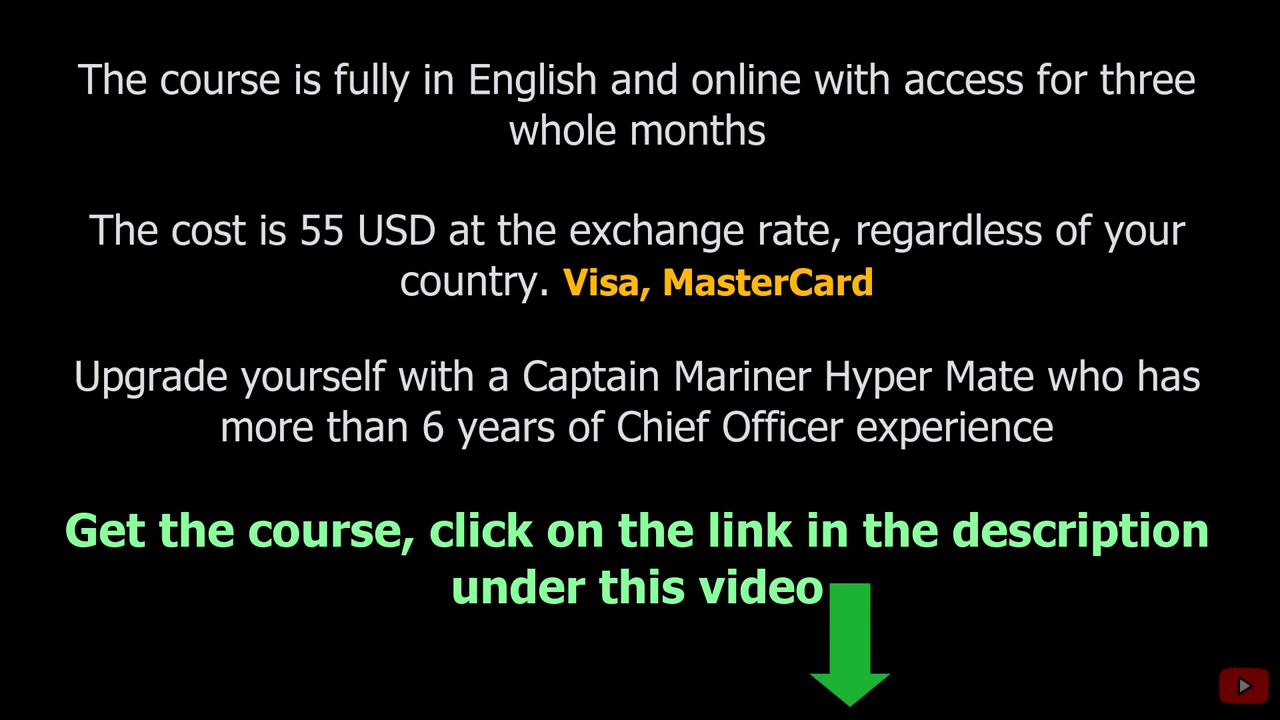 The course is fully in English and online with access for three
whole months
The cost is 55 USD at the exchange rate, regardless of your
country. Visa, MasterCard
Upgrade yourself with a Captain Mariner Hyper Mate who has
more than 6 years of Chief Officer experience
Get the course, click on the link in the description
under this video